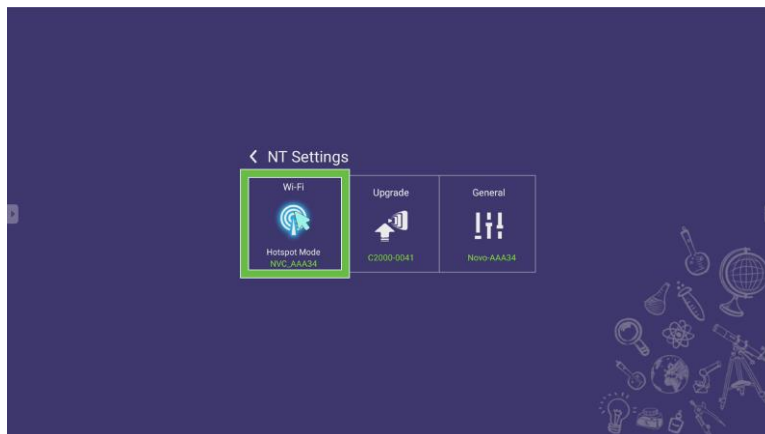 NT Settings
Wi-Fi
Hotspot Mode
NVC_AAA34
Upgrade
C2000-0041
General
Novo-AAA34